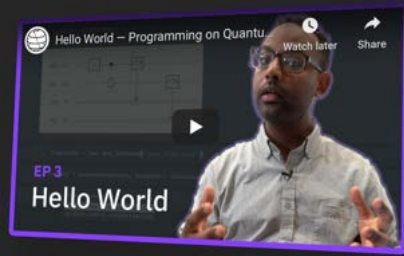 Hello World — Programming on Quantu...
Watch later
Share
EP 3
Hello World